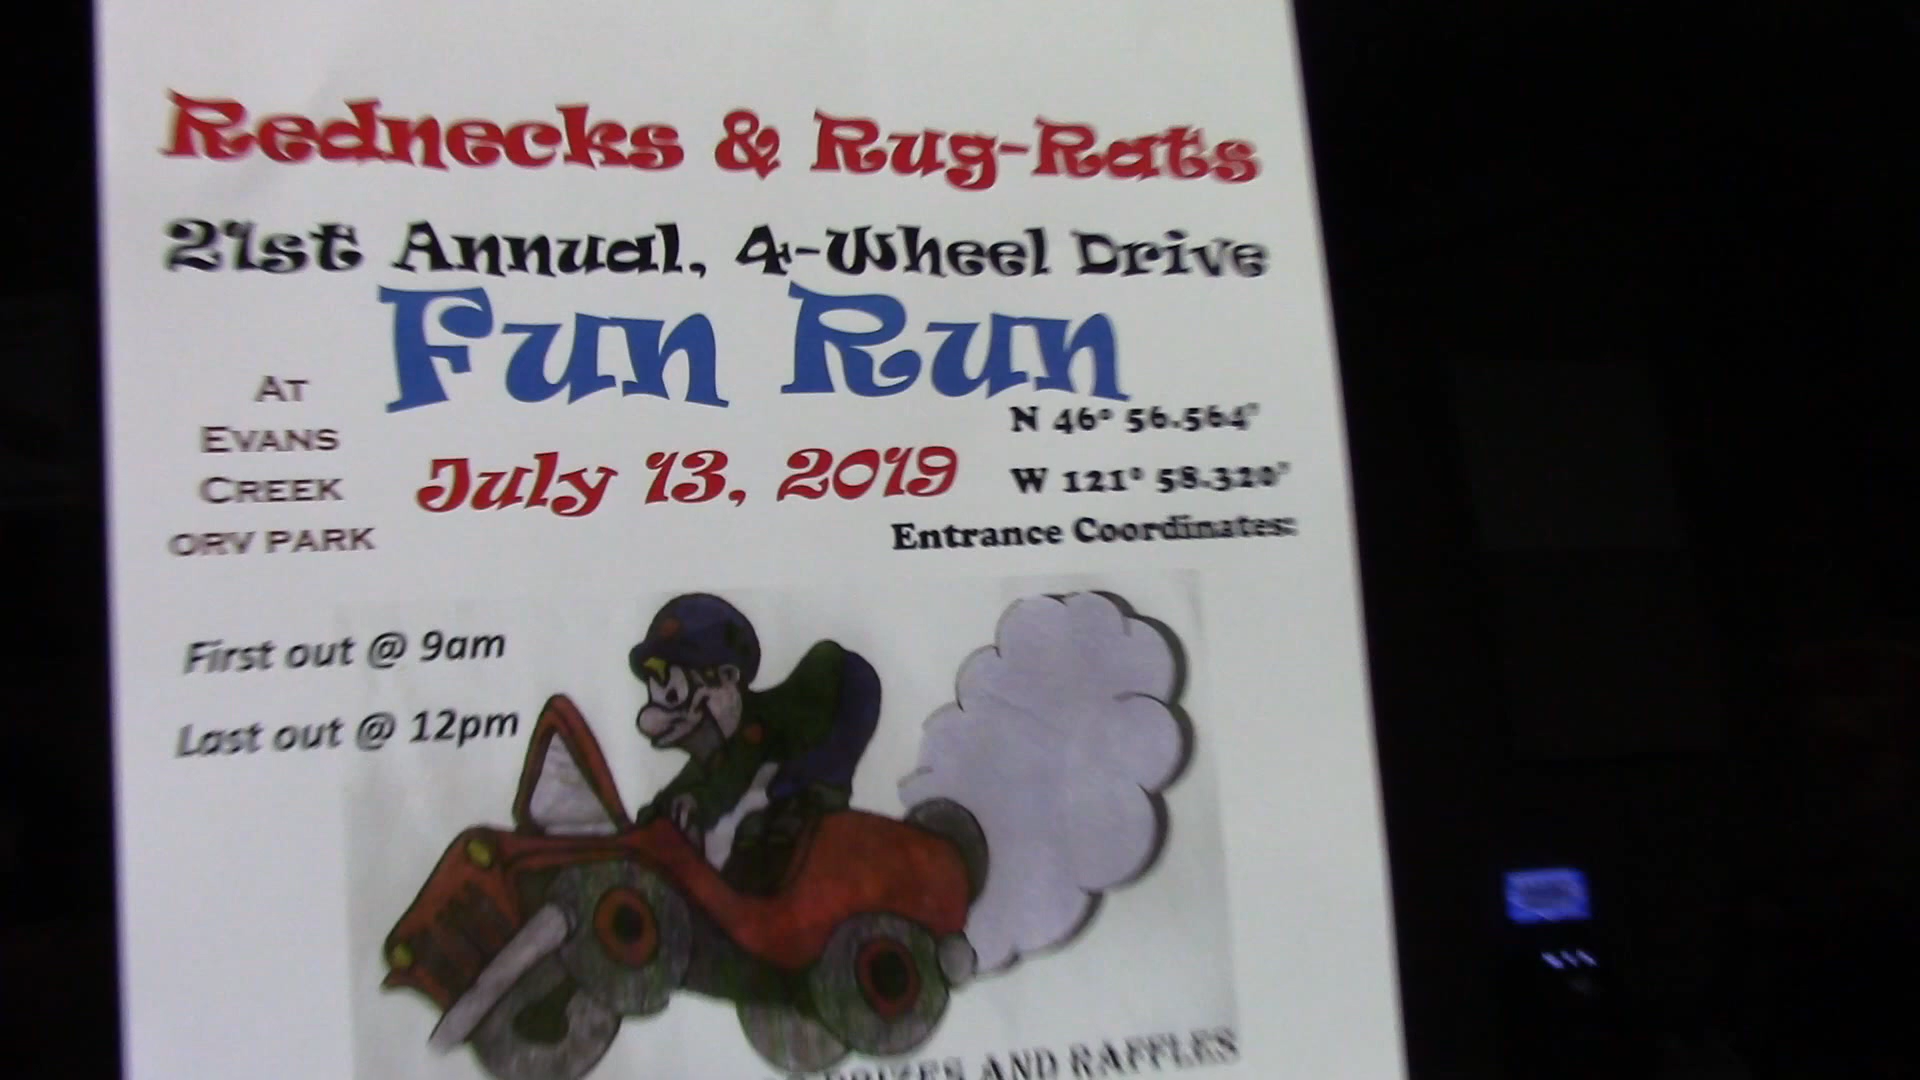 Rednecks & Rug-Rats
21st Annual, 4-Wheel Drive
Fun Run
At
Evans
Creek
ORV PARK
July 13, 2019
N 46° 56.564'
W 121° 58.320'
Entrance Coordinates:
First out @ 9am
Last out @ 12pm
PRIZES AND RAFFLES